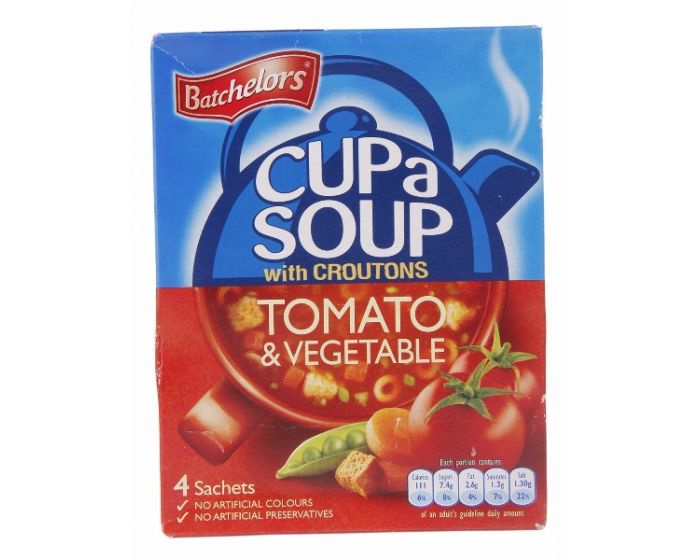 Batchelors®
CUPa
SOUP
with CROUTONS
TOMATO
& VEGETABLE
Each portion contains:
Calories Sugars Fat Saturates Salt
111 7.4g 2.6g 1.3g 1.30g
6% 8% 4% 7% 22%
of an adult's guideline daily amount
4 Sachets
✓ NO ARTIFICIAL COLOURS
✓ NO ARTIFICIAL PRESERVATIVES